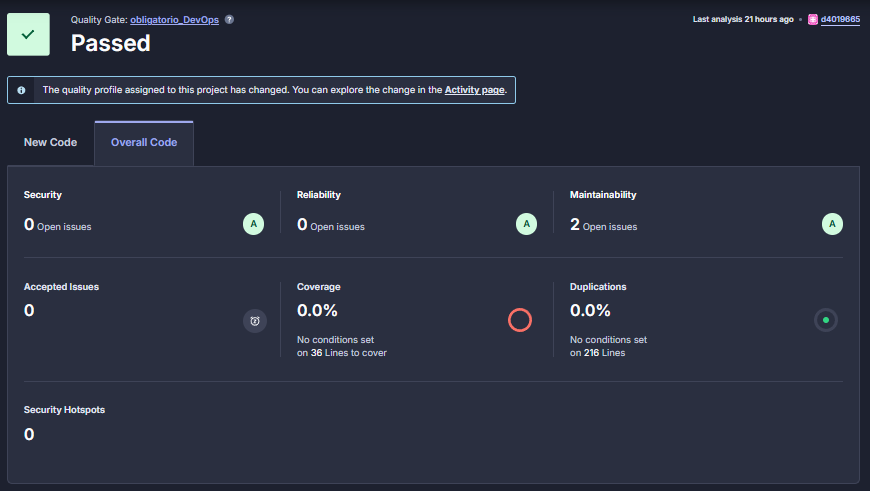 Quality Gate: obligatorio_DevOps ?
Passed
Last analysis 21 hours ago • d4019665
The quality profile assigned to this project has changed. You can explore the change in the Activity page.
New Code
Overall Code
Security
0 Open issues
A
Reliability
0 Open issues
A
Maintainability
2 Open issues
A
Accepted Issues
0
Coverage
0.0%
No conditions set
on 36 Lines to cover
Duplications
0.0%
No conditions set
on 216 Lines
Security Hotspots
0